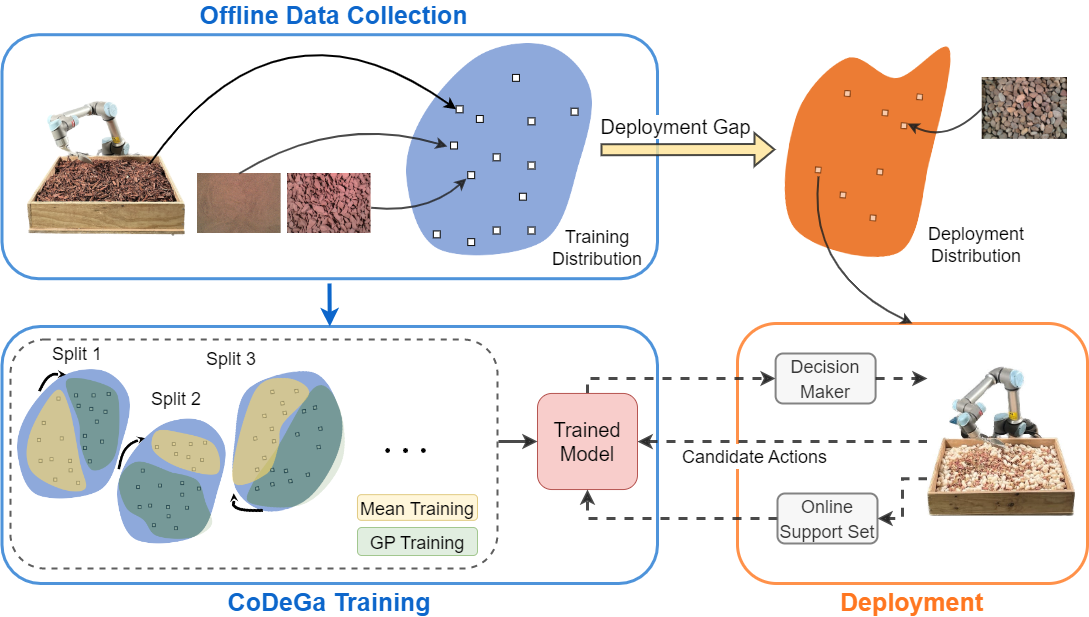 Offline Data Collection
Deployment Gap
Training
Distribution
Deployment
Distribution
Split 1
Split 2
Split 3
. . .
Mean Training
GP Training
Trained
Model
Decision
Maker
Candidate Actions
Online
Support Set
CoDeGa Training
Deployment